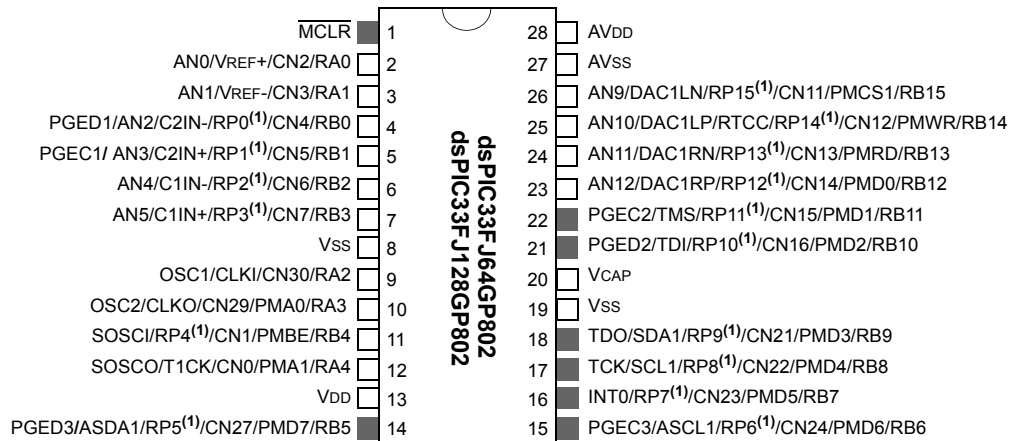 MCLR 1
AN0/VREF+/CN2/RA0 2
AN1/VREF-/CN3/RA1 3
PGED1/AN2/C2IN-/RP0(1)/CN4/RB0 4
PGEC1/ AN3/C2IN+/RP1(1)/CN5/RB1 5
AN4/C1IN-/RP2(1)/CN6/RB2 6
AN5/C1IN+/RP3(1)/CN7/RB3 7
VSS 8
OSC1/CLKI/CN30/RA2 9
OSC2/CLKO/CN29/PMA0/RA3 10
SOSCI/RP4(1)/CN1/PMBE/RB4 11
SOSCO/T1CK/CN0/PMA1/RA4 12
VDD 13
PGED3/ASDA1/RP5(1)/CN27/PMD7/RB5 14
dsPIC33FJ64GP802
dsPIC33FJ128GP802
28 AVDD
27 AVSS
26 AN9/DAC1LN/RP15(1)/CN11/PMCS1/RB15
25 AN10/DAC1LP/RTCC/RP14(1)/CN12/PMWR/RB14
24 AN11/DAC1RN/RP13(1)/CN13/PMRD/RB13
23 AN12/DAC1RP/RP12(1)/CN14/PMD0/RB12
22 PGEC2/TMS/RP11(1)/CN15/PMD1/RB11
21 PGED2/TDI/RP10(1)/CN16/PMD2/RB10
20 VCAP
19 VSS
18 TDO/SDA1/RP9(1)/CN21/PMD3/RB9
17 TCK/SCL1/RP8(1)/CN22/PMD4/RB8
16 INT0/RP7(1)/CN23/PMD5/RB7
15 PGEC3/ASCL1/RP6(1)/CN24/PMD6/RB6